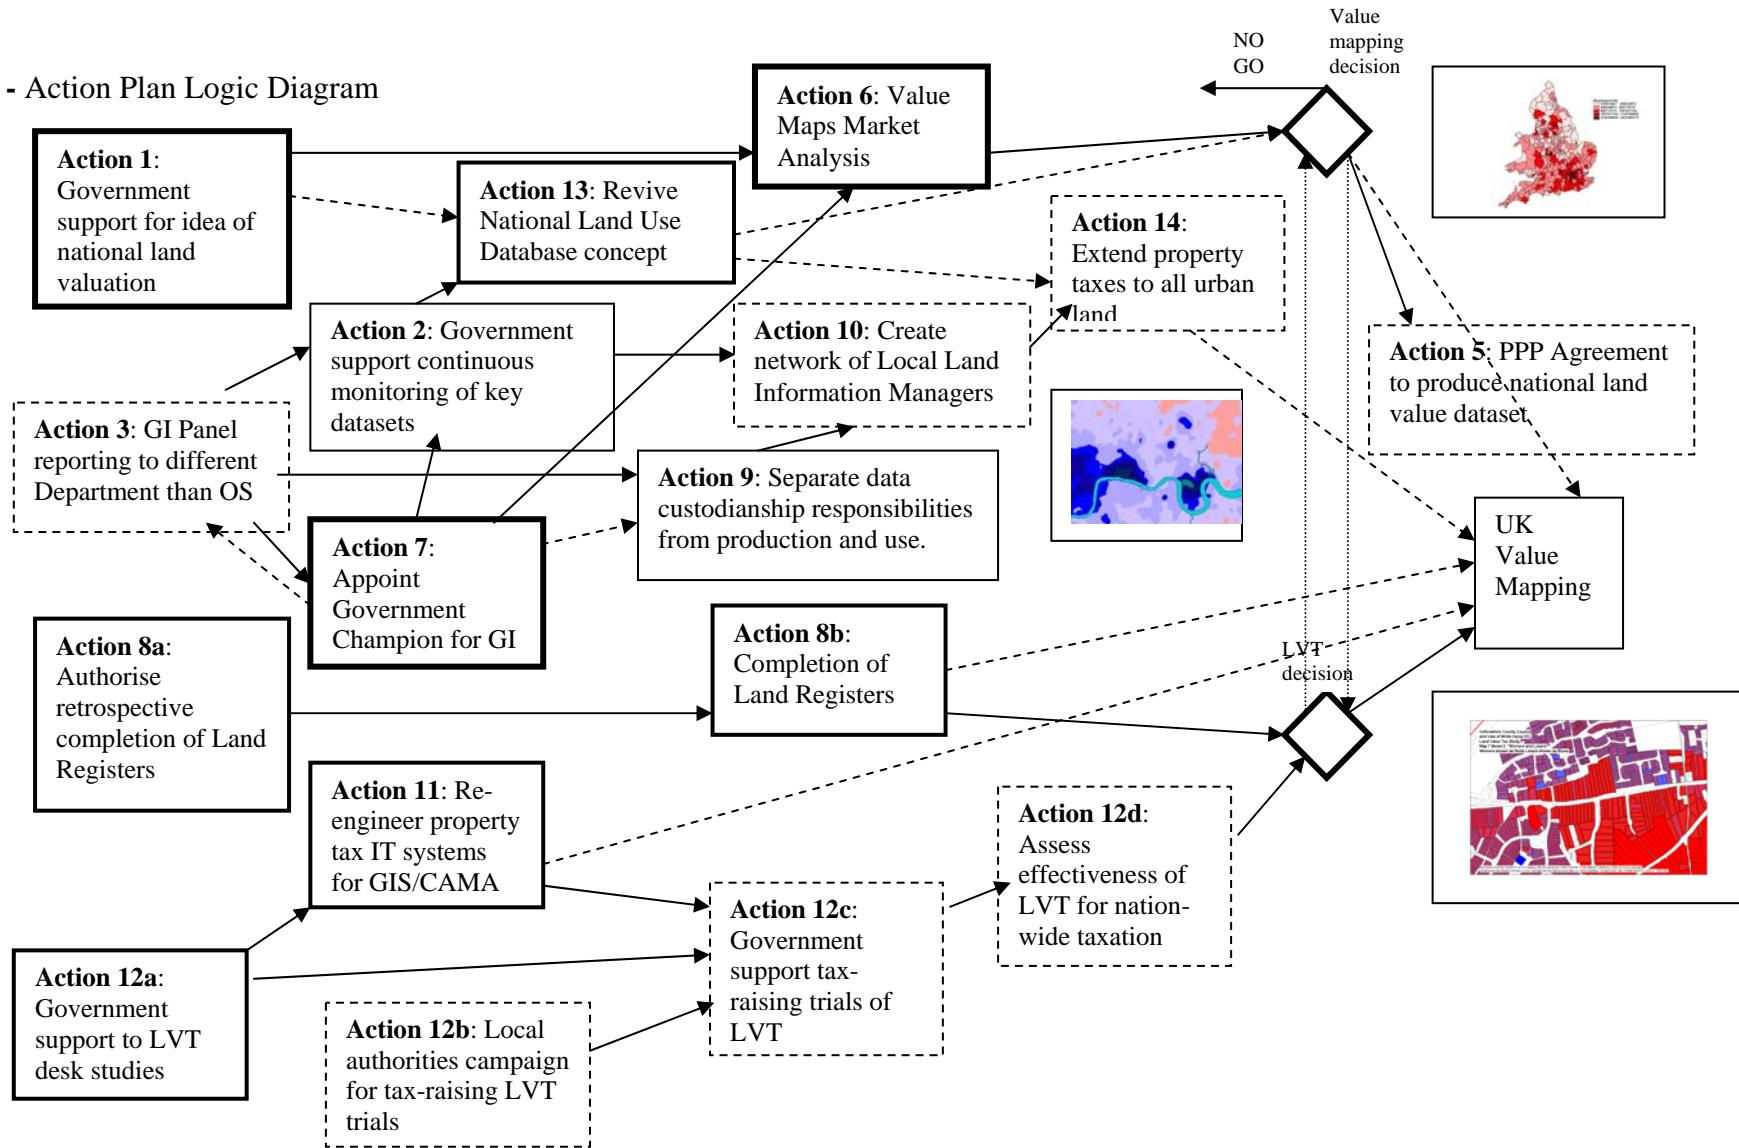 - Action Plan Logic Diagram
NO
GO
Value
mapping
decision
Action 1:
Government
support for idea of
national land
valuation
Action 13: Revive
National Land Use
Database concept
Action 6: Value
Maps Market
Analysis
Action 14:
Extend property
taxes to all urban
land
Action 2: Government
support continuous
monitoring of key
datasets
Action 10: Create
network of Local Land
Information Managers
Action 5: PPP Agreement
to produce national land
value dataset
Action 3: GI Panel
reporting to different
Department than OS
Action 9: Separate data
custodianship responsibilities
from production and use.
Action 7:
Appoint
Government
Champion for GI
UK
Value
Mapping
Action 8a:
Authorise
retrospective
completion of Land
Registers
Action 8b:
Completion of
Land Registers
LVT
decision
Action 11: Re-
engineer property
tax IT systems
for GIS/CAMA
Action 12d:
Assess
effectiveness of
LVT for nation-
wide taxation
Action 12c:
Government
support tax-
raising trials of
LVT
Action 12a:
Government
support to LVT
desk studies
Action 12b: Local
authorities campaign
for tax-raising LVT
trials